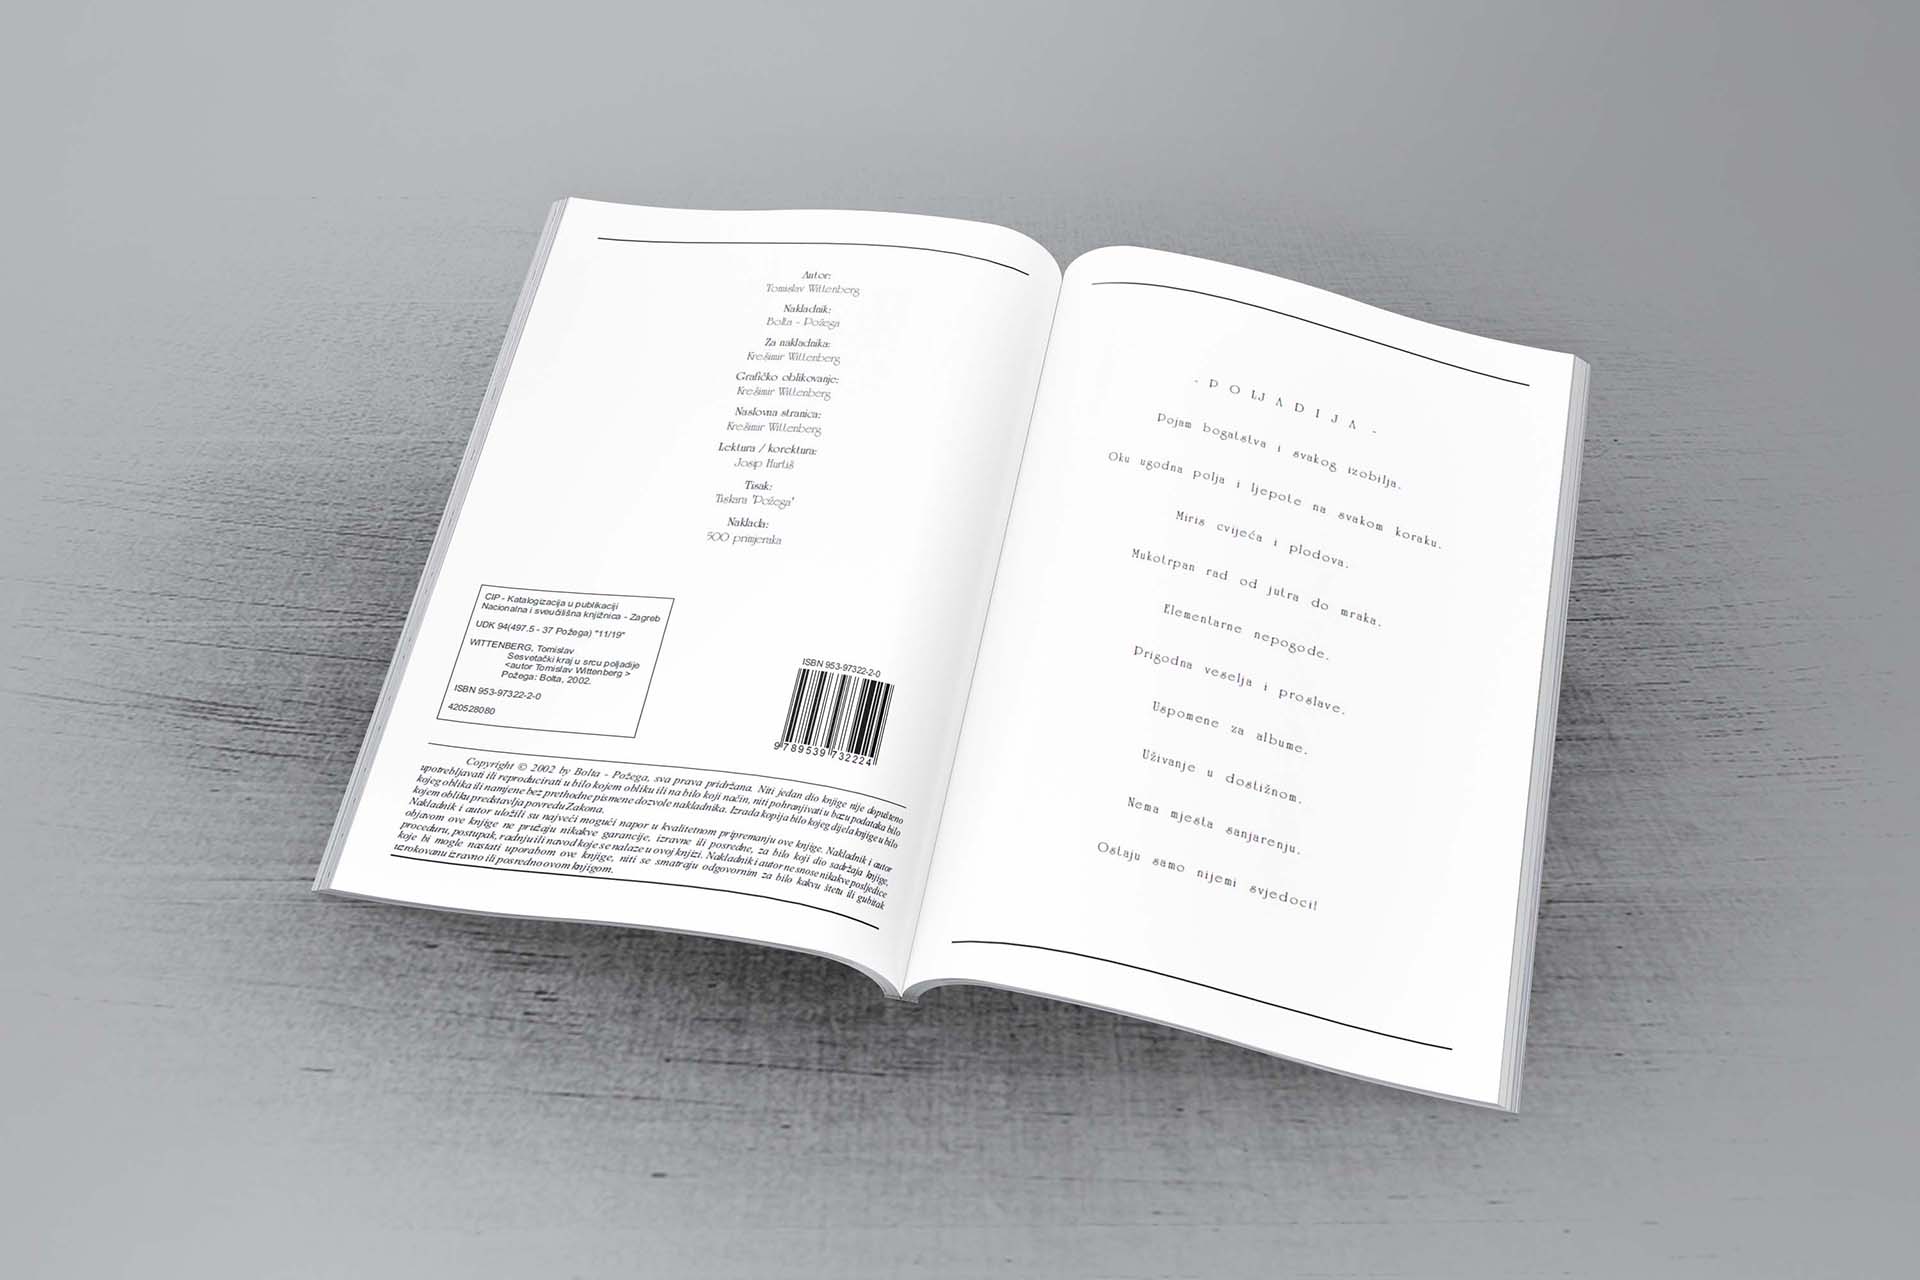 Autor:
Tomislav Wittenberg
Nakladnik:
Bolta - Požega
Za nakladnika:
Krešimir Wittenberg
Grafičko oblikovanje:
Krešimir Wittenberg
Naslovna stranica:
Krešimir Wittenberg
Lektura / korektura:
Josip Hurtiš
Tisak:
Tiskara 'Požega'
Naklada:
500 primjeraka
CIP - Katalogizacija u publikaciji
Nacionalna i sveučilišna knjižnica - Zagreb
UDK 94(497.5 - 37 Požega) "11/19"
WITTENBERG, Tomislav
Sesvetački kraj u srcu poljadije
<autor Tomislav Wittenberg >
Požega: Bolta, 2002.
ISBN 953-97322-2-0
420528080
ISBN 953-97322-2-0
9 789539 732224
Copyright © 2002 by Bolta - Požega, sva prava pridržana. Niti jedan dio knjige nije dopušteno
upotrebljavati ili reproducirati u bilo kojem obliku ili na bilo koji način, niti pohranjivati u bazu podataka bilo
kojeg oblika ili namjene bez prethodne pismene dozvole nakladnika. Izrada kopija bilo kojeg dijela knjige u bilo
kojem obliku predstavlja povredu Zakona.
Nakladnik i autor uložili su najveći mogući napor u kvalitetnom pripremanju ove knjige. Nakladnik i autor
objavom ove knjige ne pružaju nikakve garancije, izravne ili posredne, za bilo koji dio sadržaja knjige,
proceduru, postupak, radnju ili navod koje se nalaze u ovoj knjizi. Nakladnik i autor ne snose nikakve posljedice
koje bi mogle nastati uporabom ove knjige, niti se smatraju odgovornim za bilo kakvu štetu ili gubitak
uzrokovanu izravno ili posredno ovom knjigom.
- P O LJ A D I J A -
Pojam bogatstva i svakog izobilja.
Oku ugodna polja i ljepote na svakom koraku.
Miris cvijeća i plodova.
Mukotrpan rad od jutra do mraka.
Elementarne nepogode.
Prigodna veselja i proslave.
Uspomene za albume.
Uživanje u dostižnom.
Nema mjesta sanjarenju.
Ostaju samo nijemi svjedoci!